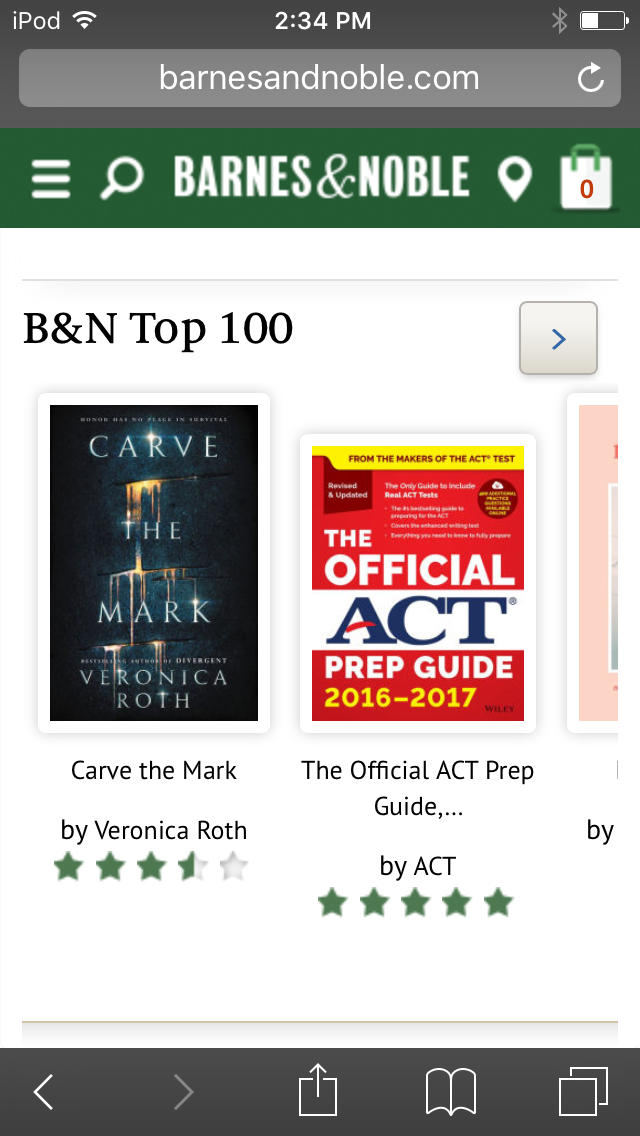 iPod 2:34 PM
barnesandnoble.com
BARNES&NOBLE 0
B&N Top 100
HONOR HAS NO PLACE IN SURVIVAL
CARVE
THE
MARK
BESTSELLING AUTHOR OF DIVERGENT
VERONICA
ROTH
FROM THE MAKERS OF THE ACT® TEST
Revised
& Updated
The Only Guide to Include
Real ACT Tests
• The #1 bestselling guide to
preparing for the ACT
• Covers the enhanced writing test
• Everything you need to know to fully prepare
400 ADDITIONAL
PRACTICE
QUESTIONS
AVAILABLE
ONLINE
THE
OFFICIAL
ACT®
PREP GUIDE
2016–2017
WILEY
Carve the Mark
by Veronica Roth
The Official ACT Prep
Guide,...
by ACT
by